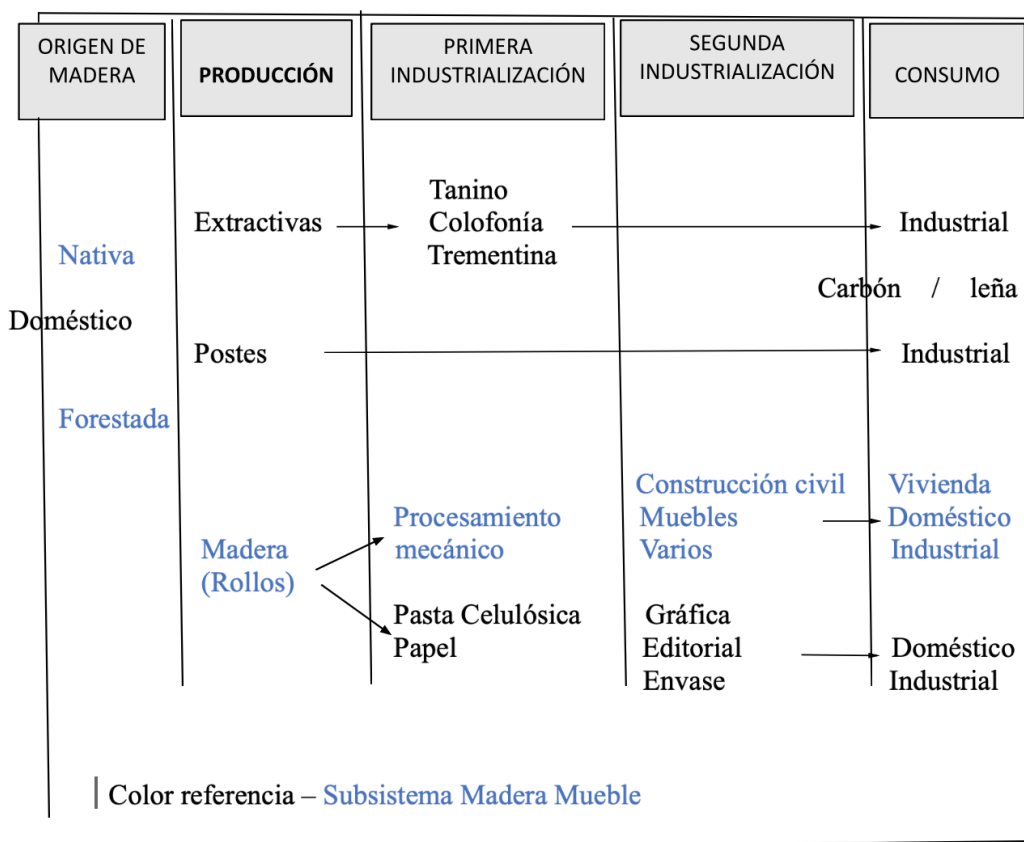 ORIGEN DE
MADERA
PRODUCCIÓN
PRIMERA
INDUSTRIALIZACIÓN
SEGUNDA
INDUSTRIALIZACIÓN
CONSUMO
Tanino
Extractivas
Colofonía
Industrial
Nativa
Trementina
Carbón / leña
Doméstico
Postes
Industrial
Forestada
Construcción civil
Vivienda
Procesamiento
Muebles
Doméstico
Madera
mecánico
Varios
Industrial
(Rollos)
Pasta Celulósica
Gráfica
Papel
Editorial
Doméstico
Envase
Industrial
Color referencia – Subsistema Madera Mueble